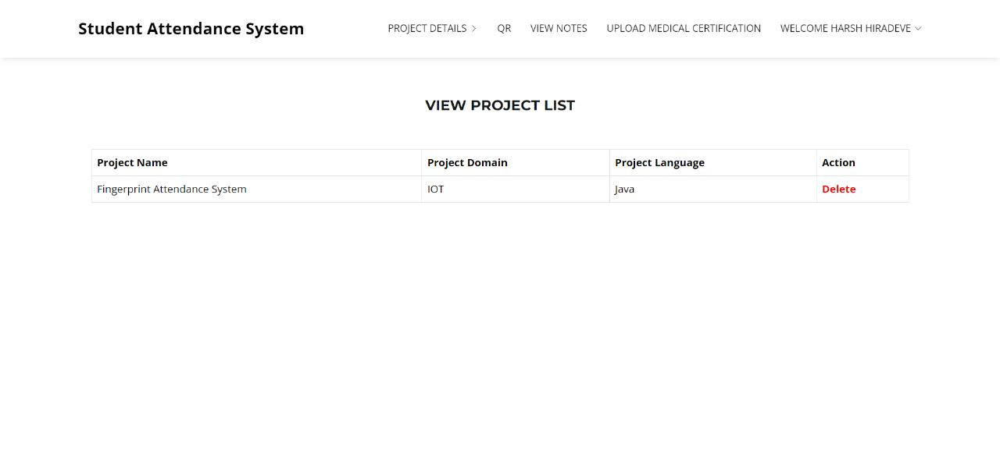 Student Attendance System
PROJECT DETAILS QR VIEW NOTES UPLOAD MEDICAL CERTIFICATION WELCOME HARSH HIRADEVE
VIEW PROJECT LIST
Project Name Project Domain Project Language Action
Fingerprint Attendance System IOT Java Delete